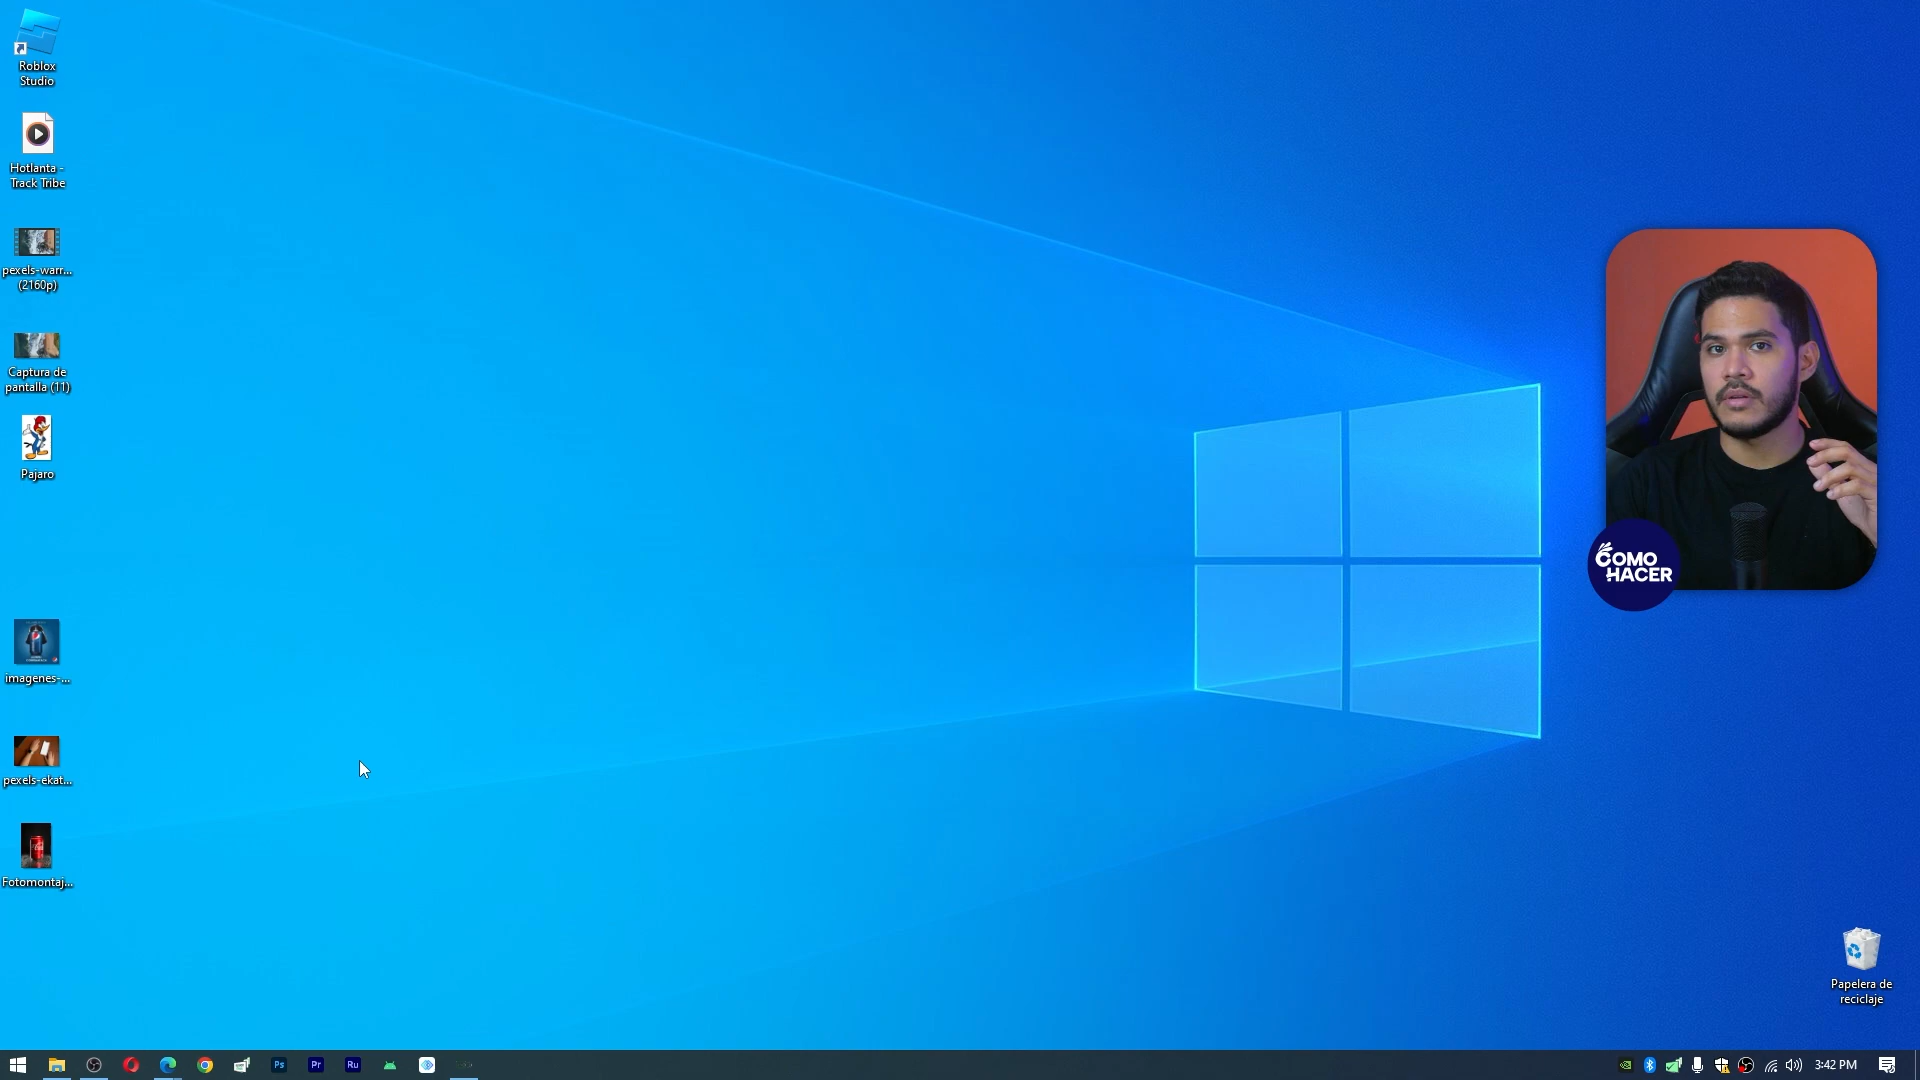 Roblox
Studio
Hotlanta -
Track Tribe
pexels-warr...
(2160p)
Captura de
pantalla (11)
Pajaro
imagenes-...
pexels-ekat...
Fotomontaj...
COMO
HACER
Papelera de
reciclaje
Ps
Pr
Ru
3:42 PM